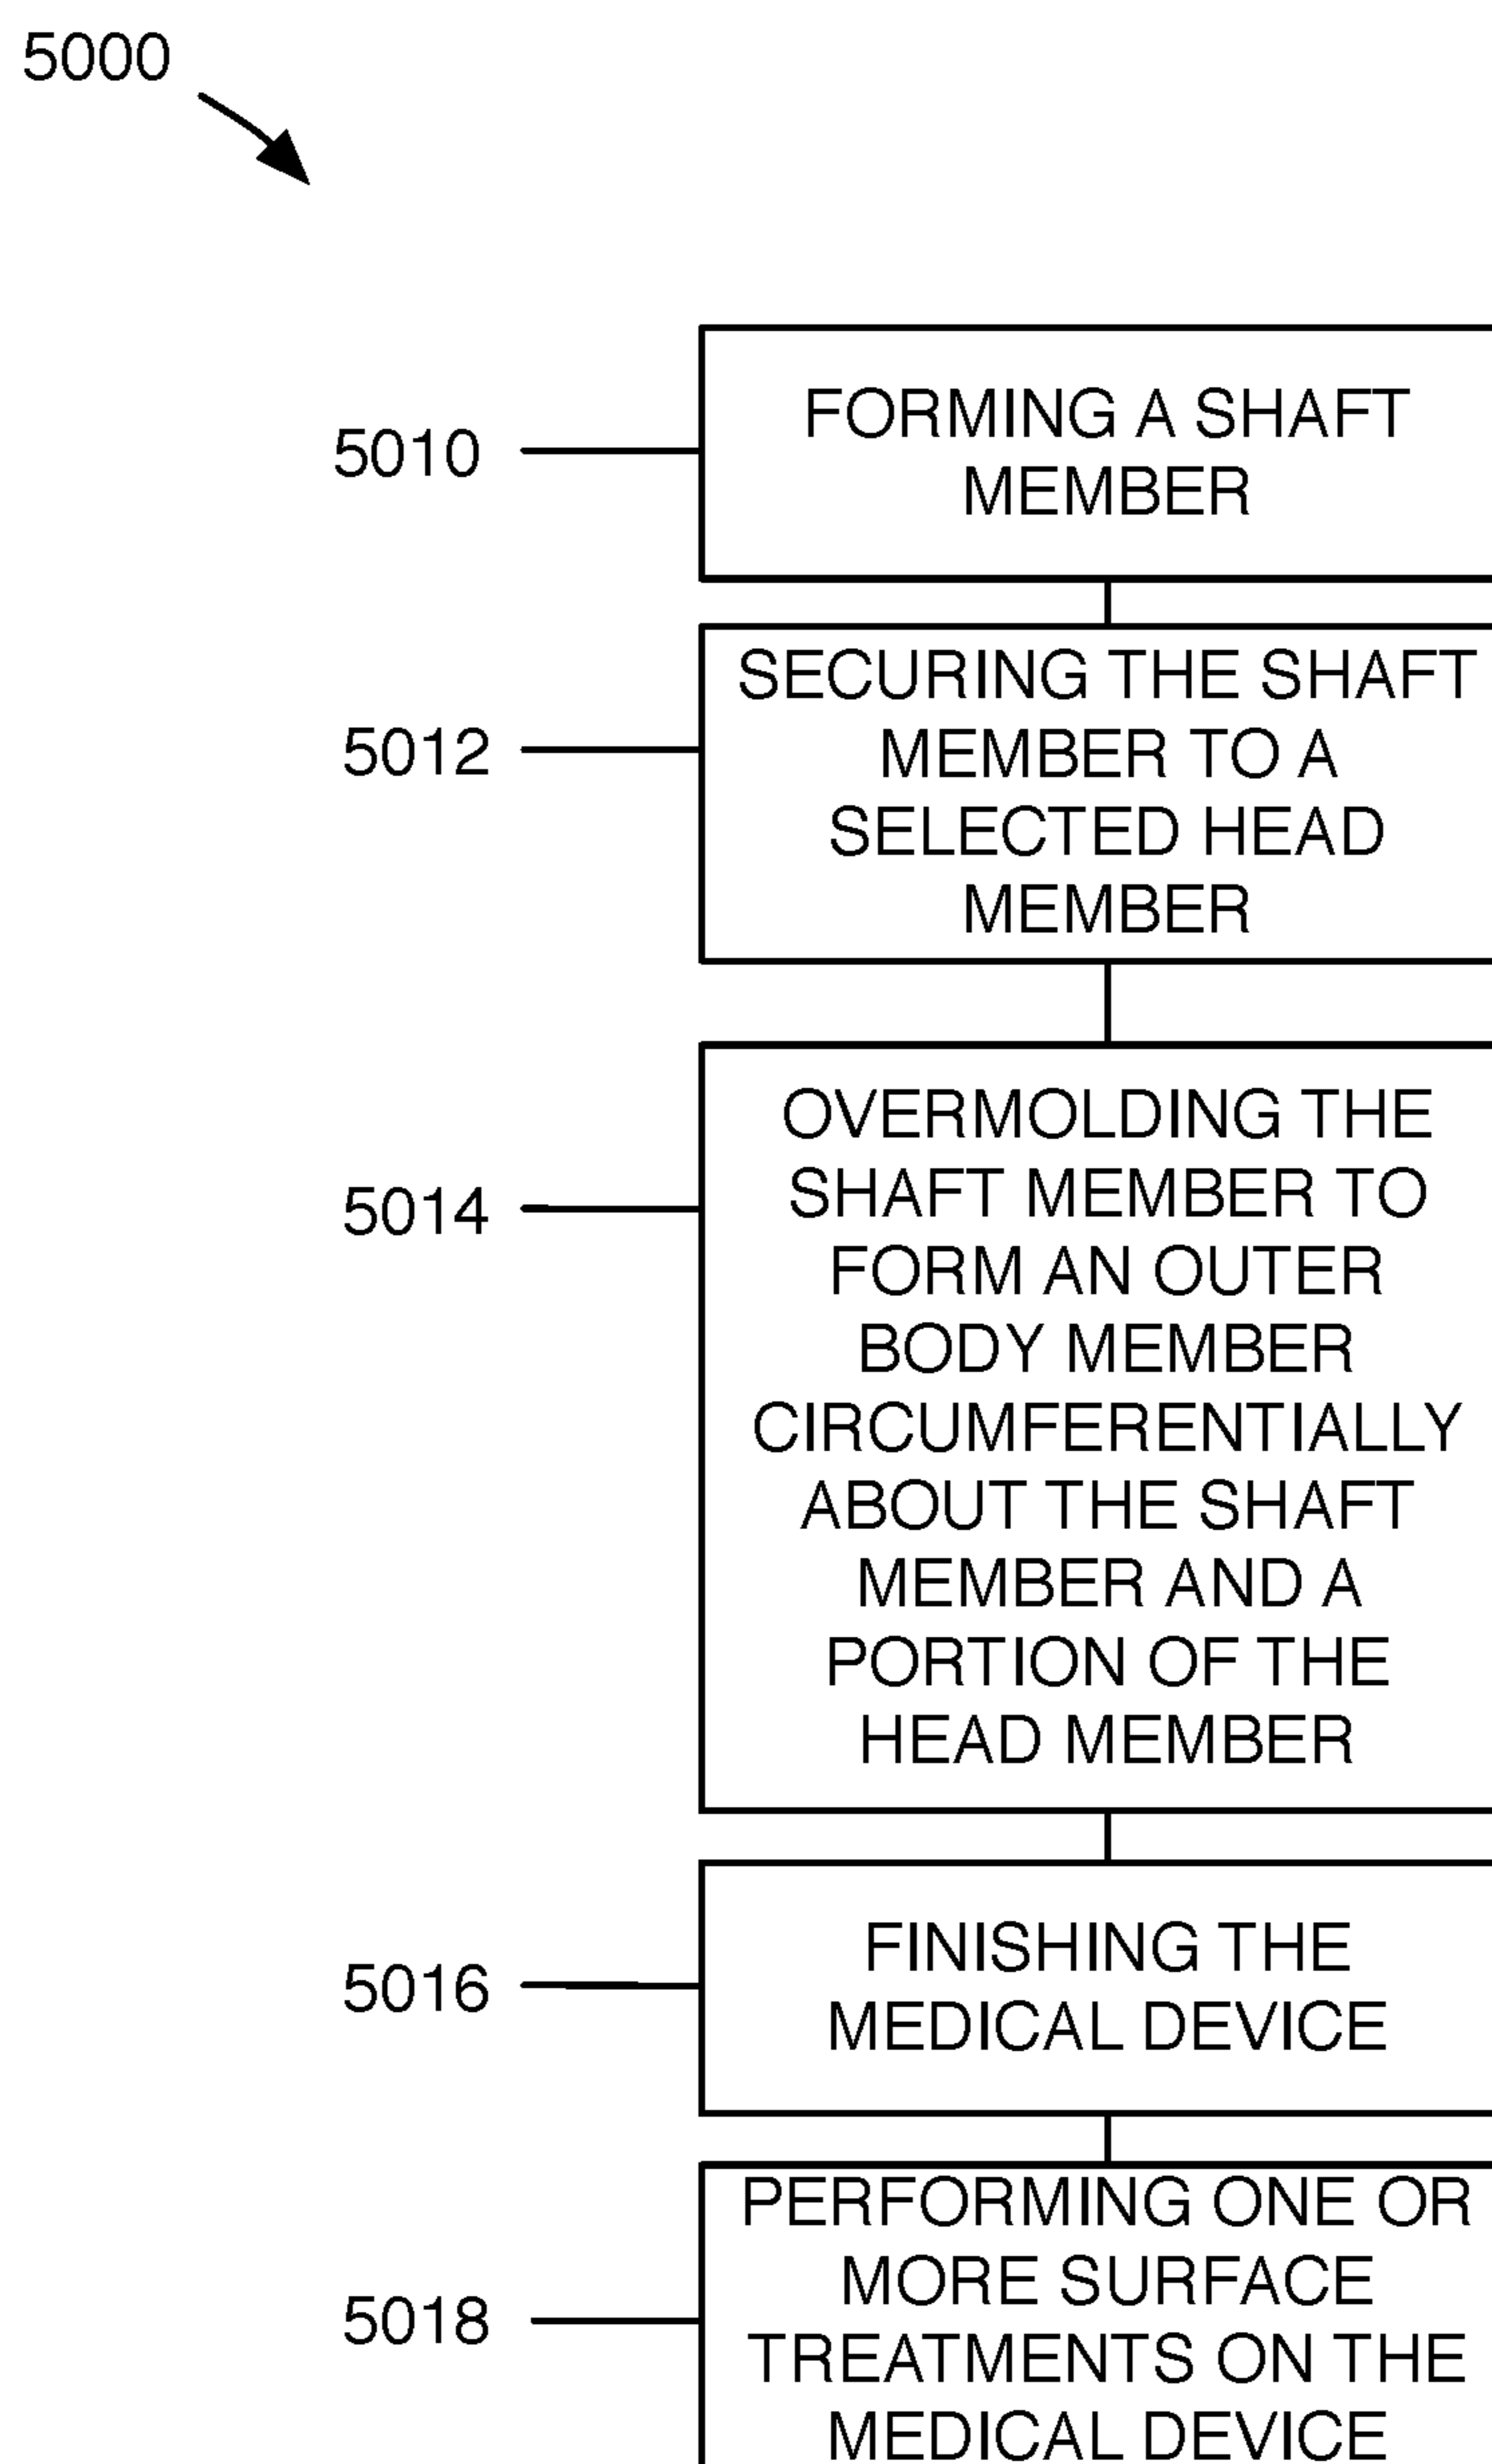 5000
5010
FORMING A SHAFT
MEMBER
5012
SECURING THE SHAFT
MEMBER TO A
SELECTED HEAD
MEMBER
5014
OVERMOLDING THE
SHAFT MEMBER TO
FORM AN OUTER
BODY MEMBER
CIRCUMFERENTIALLY
ABOUT THE SHAFT
MEMBER AND A
PORTION OF THE
HEAD MEMBER
5016
FINISHING THE
MEDICAL DEVICE
5018
PERFORMING ONE OR
MORE SURFACE
TREATMENTS ON THE
MEDICAL DEVICE